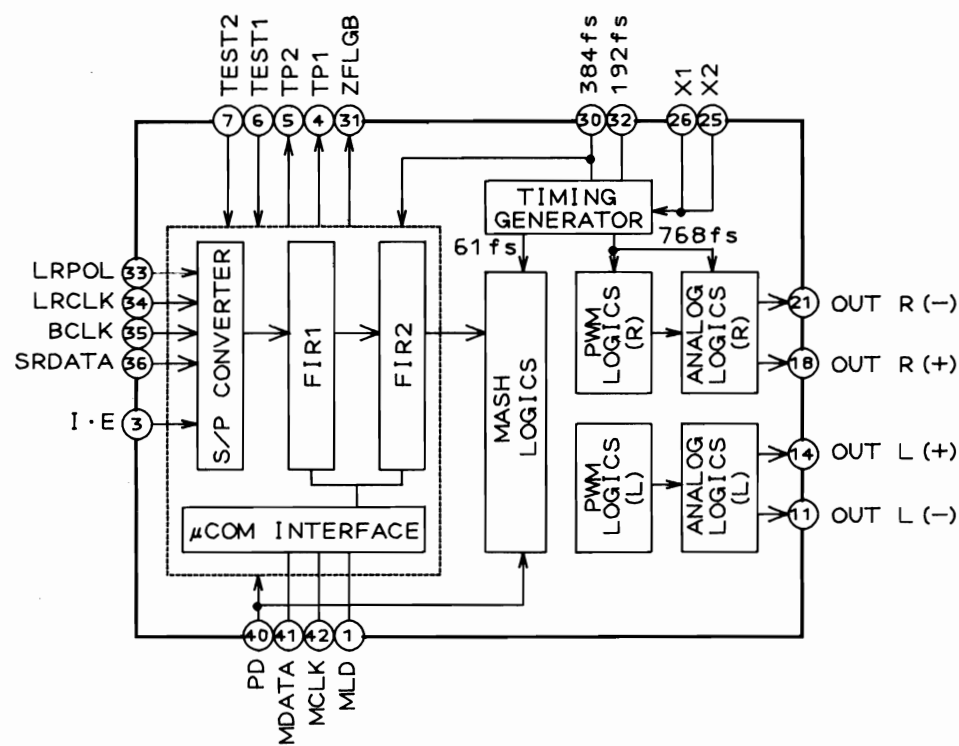 TEST2
TEST1
TP2
TP1
ZFLGB
384fs
192fs
X1
X2
7
6
5
4
31
30
32
26
25
TIMING
GENERATOR
61fs
768fs
LRPOL 33
LRCLK 34
BCLK 35
SRDATA 36
I·E 3
S/P CONVERTER
FIR1
FIR2
MASH
LOGICS
PWM
LOGICS
(R)
ANALOG
LOGICS
(R)
21 OUT R (−)
18 OUT R (+)
PWM
LOGICS
(L)
ANALOG
LOGICS
(L)
14 OUT L (+)
11 OUT L (−)
μCOM INTERFACE
40
41
42
1
PD
MDATA
MCLK
MLD